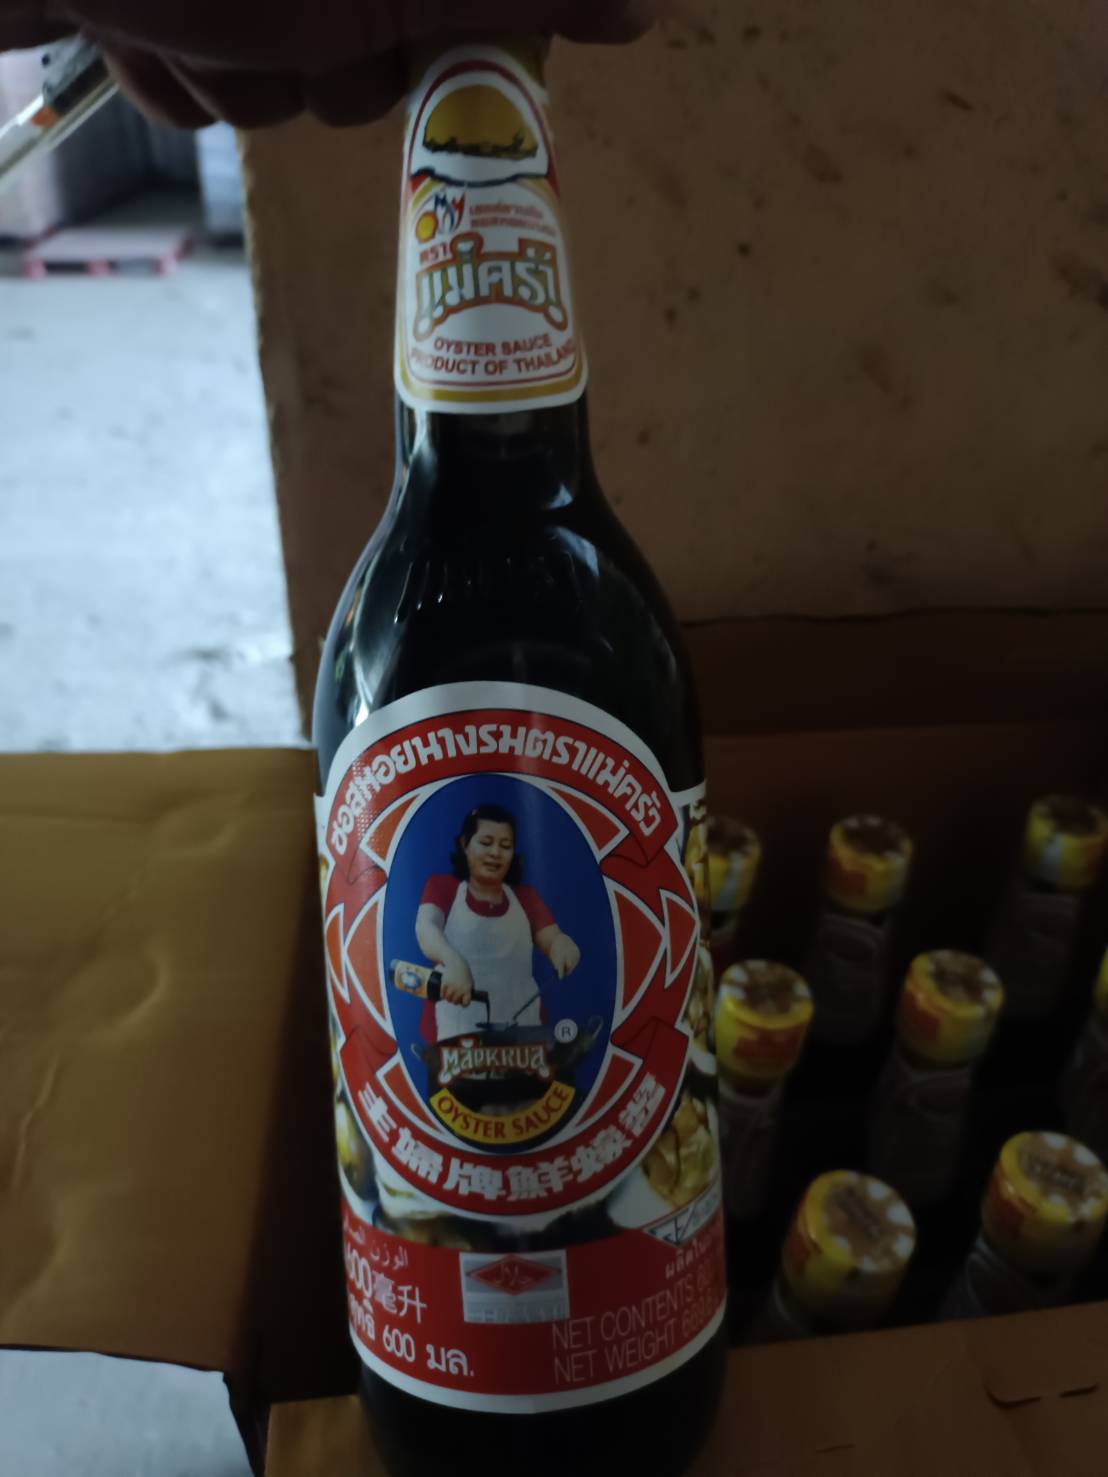 ตรา
แม่ครัว
OYSTER SAUCE
PRODUCT OF THAILAND
ซอสหอยนางรมตราแม่ครัว
MAEKRUA
®
OYSTER SAUCE
主婦牌鮮蠔
الوزن
600毫升
600 มล.
حلال
NET CONTENTS
NET WEIGHT